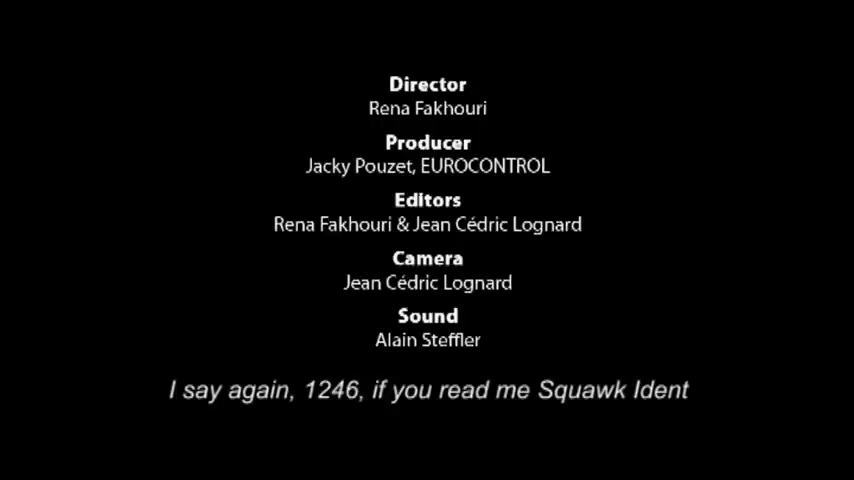 Director
Rena Fakhouri
Producer
Jacky Pouzet, EUROCONTROL
Editors
Rena Fakhouri & Jean Cédric Lognard
Camera
Jean Cédric Lognard
Sound
Alain Steffler
I say again, 1246, if you read me Squawk Ident